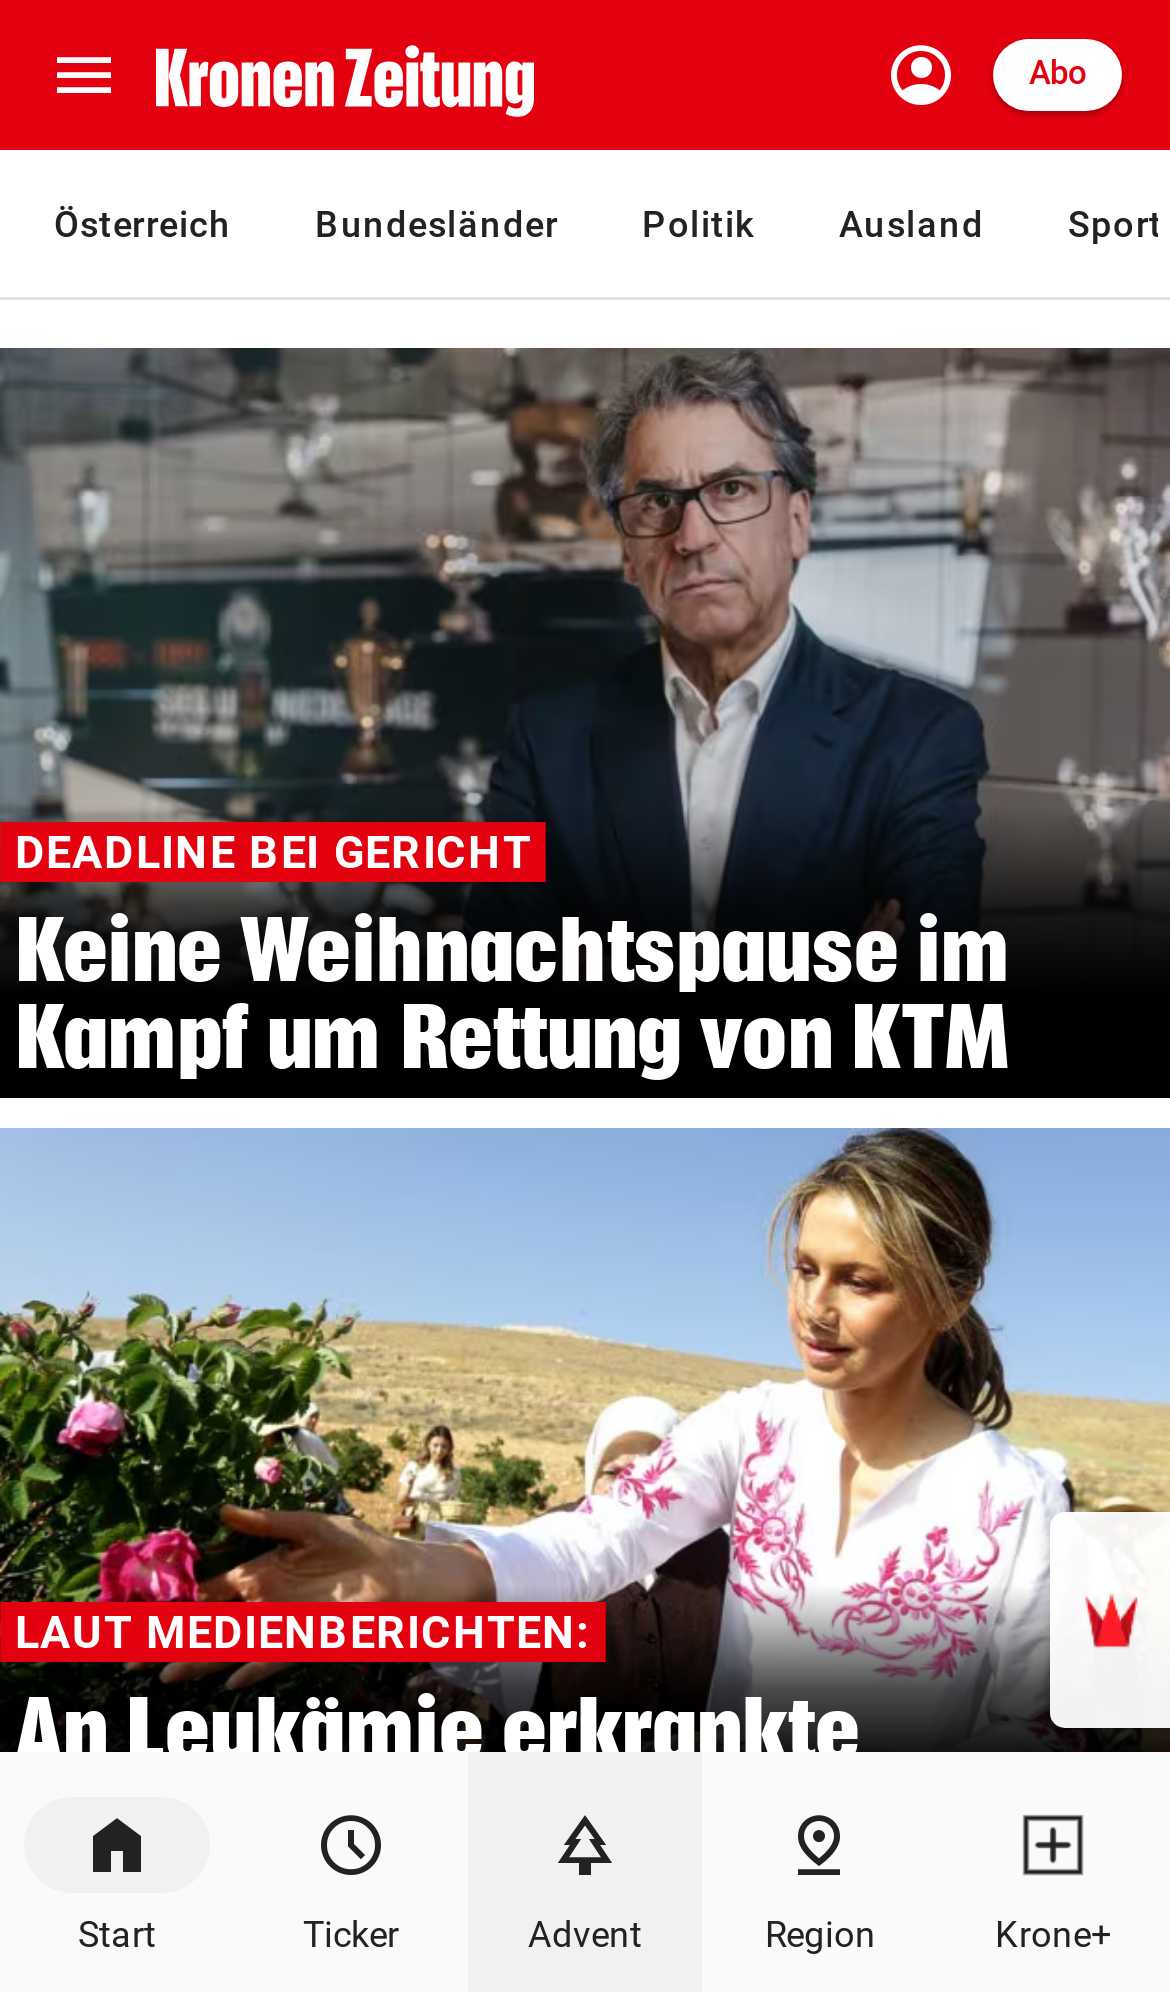 Kronen Zeitung
Abo
Österreich Bundesländer Politik Ausland Sport
DEADLINE BEI GERICHT
Keine Weihnachtspause im
Kampf um Rettung von KTM
LAUT MEDIENBERICHTEN:
An Leukämie erkrankte
Start Ticker Advent Region Krone+